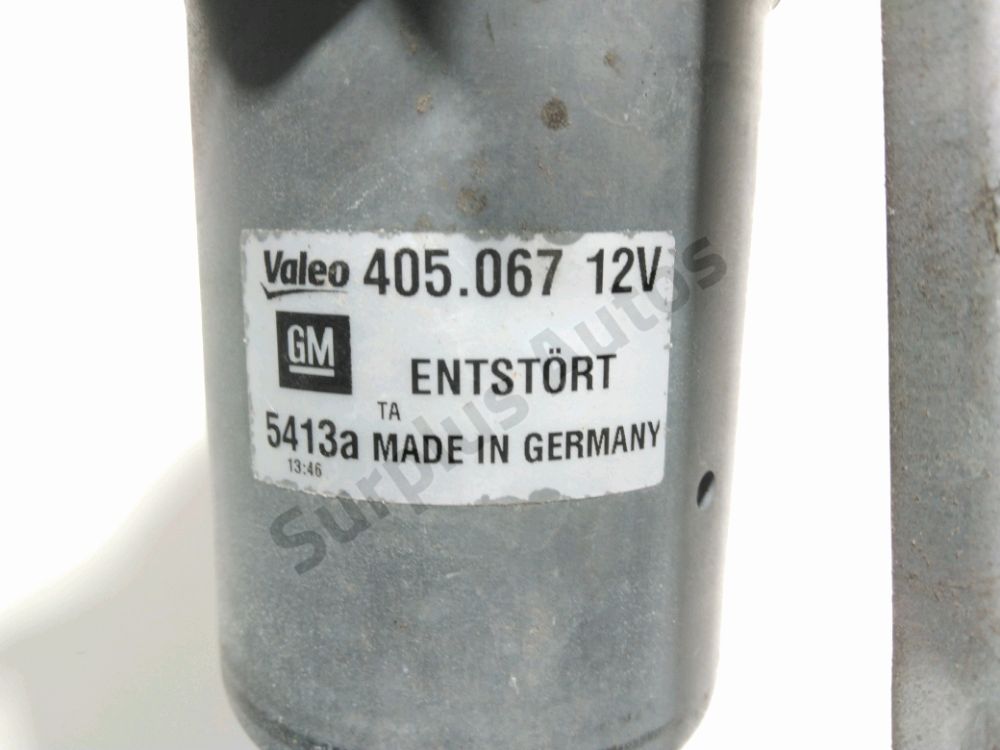 Valeo 405.067 12V
GM
ENTSTÖRT
TA
5413a MADE IN GERMANY
13:46
Surplus Autos